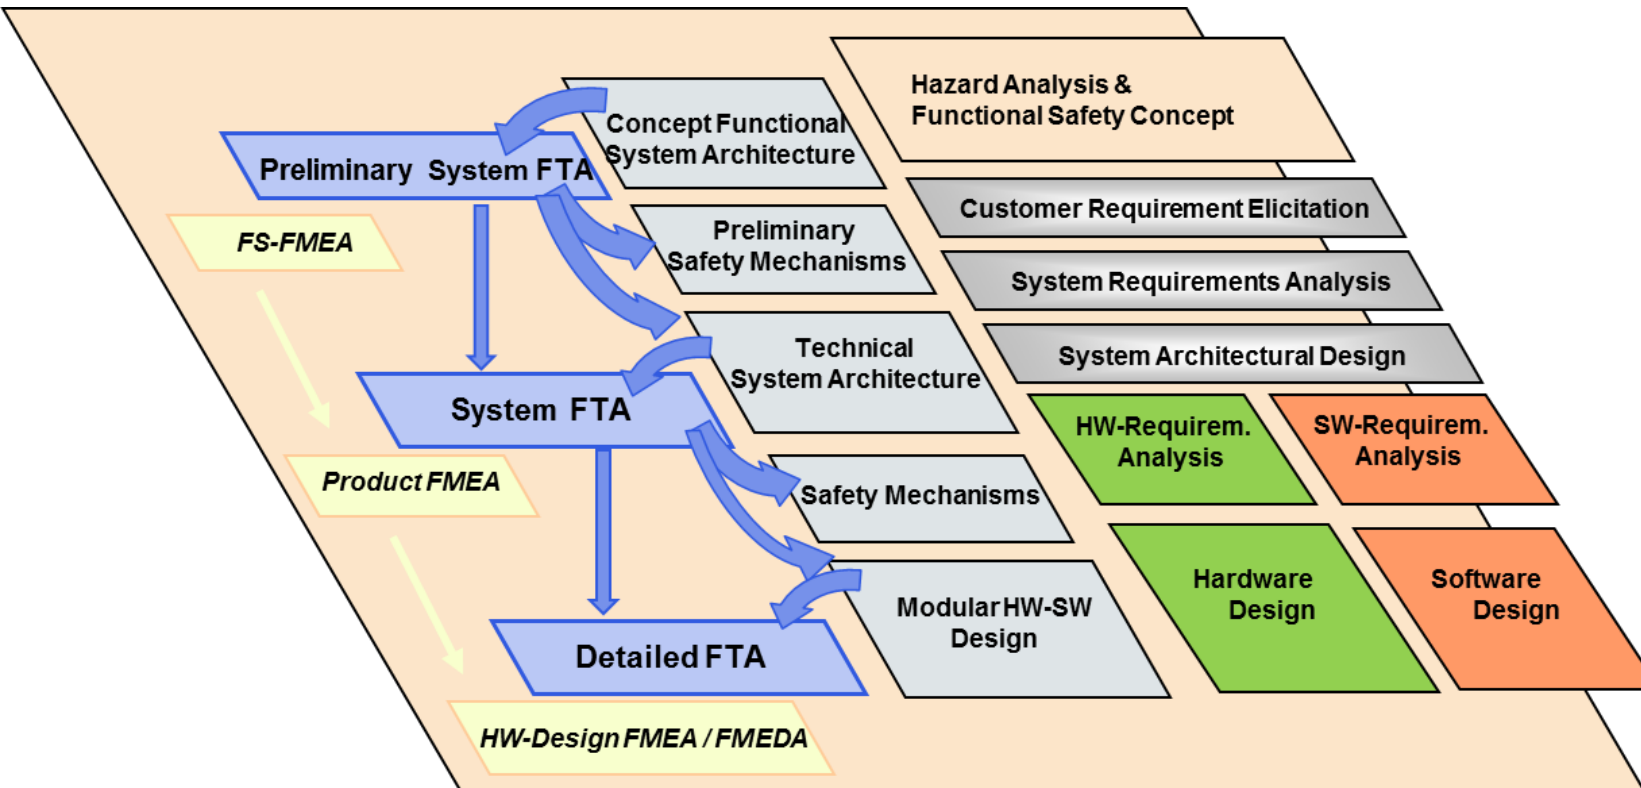 Hazard Analysis &
Functional Safety Concept
Concept Functional
System Architecture
Preliminary System FTA
Customer Requirement Elicitation
FS-FMEA
Preliminary
Safety Mechanisms
System Requirements Analysis
Technical
System Architecture
System Architectural Design
System FTA
HW-Requirem.
Analysis
SW-Requirem.
Analysis
Product FMEA
Safety Mechanisms
Hardware
Design
Software
Design
Modular HW-SW
Design
Detailed FTA
HW-Design FMEA / FMEDA